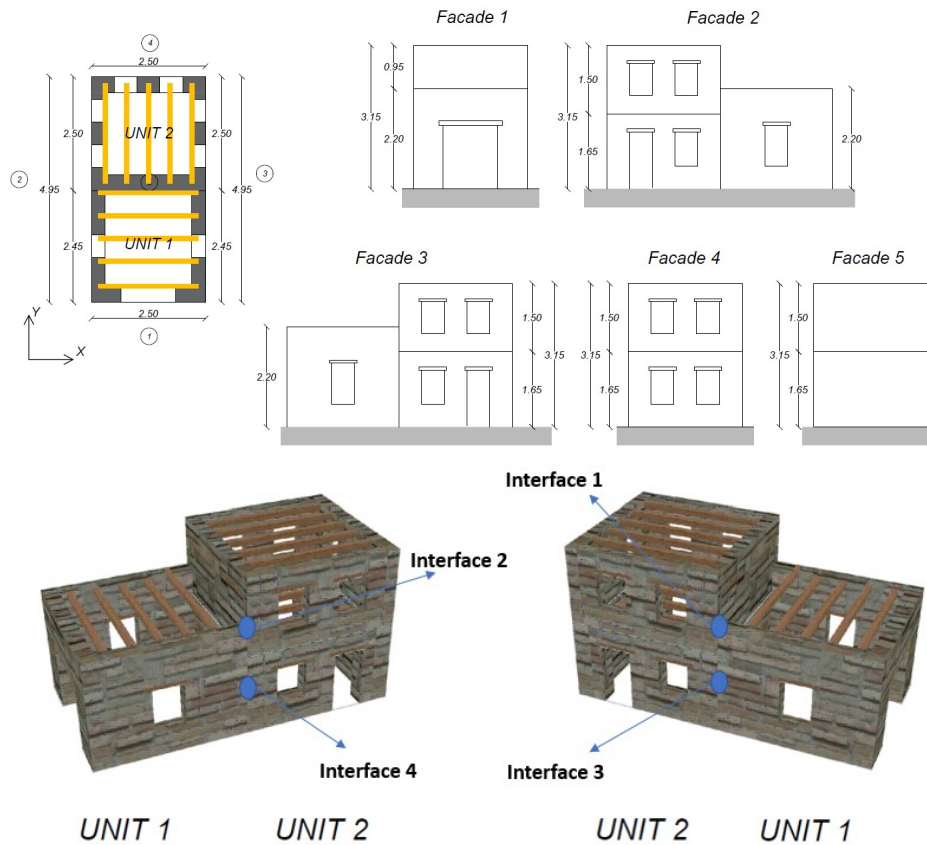 Facade 1
Facade 2
4
2.50
0.95
3.15
2.20
1.50
3.15
1.65
2.20
2.50
UNIT 2
2.50
2
4.95
4.95
3
2.45
UNIT 1
2.45
2.50
1
Y
X
Facade 3
Facade 4
Facade 5
2.20
1.50
3.15
1.65
1.50
3.15
1.65
1.50
3.15
1.65
Interface 1
Interface 2
Interface 4
Interface 3
UNIT 1
UNIT 2
UNIT 2
UNIT 1